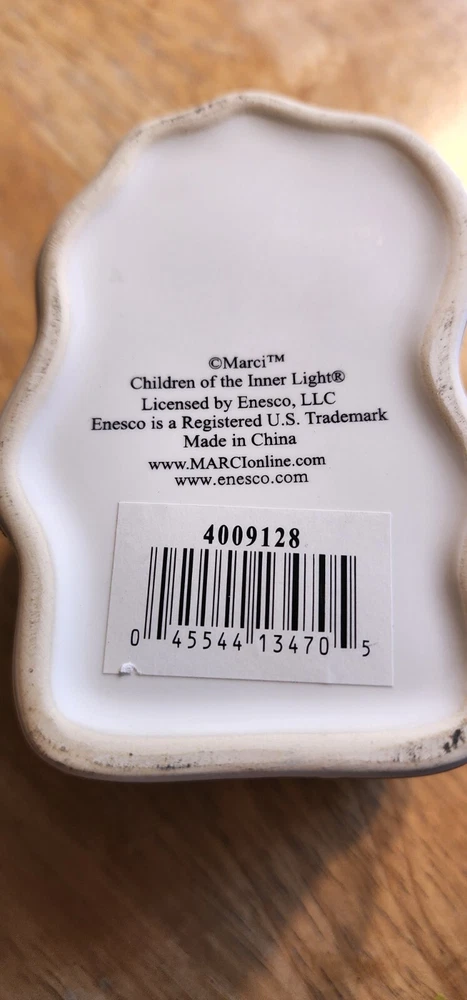 ©Marci™
Children of the Inner Light®
Licensed by Enesco, LLC
Enesco is a Registered U.S. Trademark
Made in China
www.MARCIonline.com
www.enesco.com
4009128
0 45544 13470 5